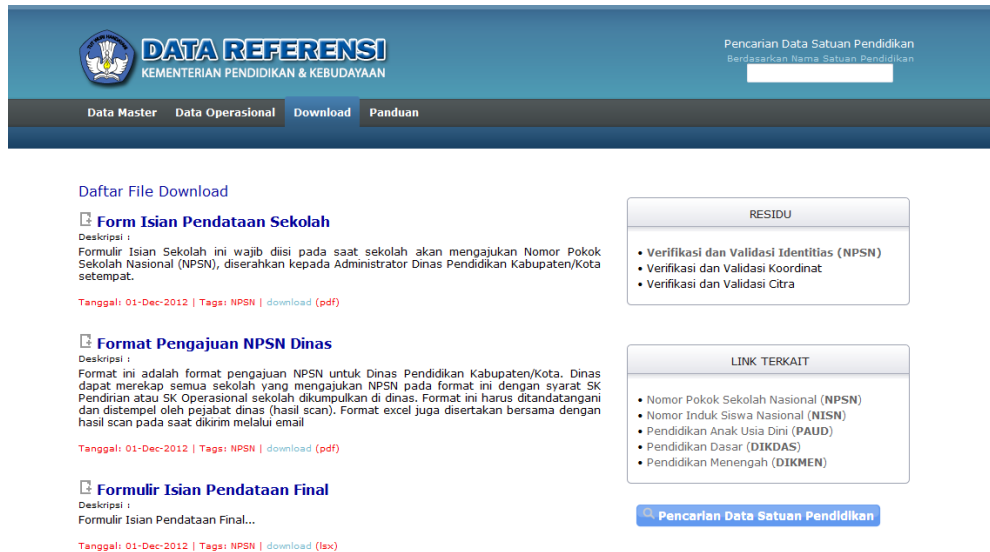 DATA REFERENSI
KEMENTERIAN PENDIDIKAN & KEBUDAYAAN
Pencarian Data Satuan Pendidikan
Berdasarkan Nama Satuan Pendidikan
Data Master Data Operasional Download Panduan
Daftar File Download
Form Isian Pendataan Sekolah
Deskripsi :
Formulir Isian Sekolah ini wajib diisi pada saat sekolah akan mengajukan Nomor Pokok
Sekolah Nasional (NPSN), diserahkan kepada Administrator Dinas Pendidikan Kabupaten/Kota
setempat.
Tanggal: 01-Dec-2012 | Tags: NPSN | download (pdf)
Format Pengajuan NPSN Dinas
Deskripsi :
Format ini adalah format pengajuan NPSN untuk Dinas Pendidikan Kabupaten/Kota. Dinas
dapat merekap semua sekolah yang mengajukan NPSN pada format ini dengan syarat SK
Pendirian atau SK Operasional sekolah dikumpulkan di dinas. Format ini harus ditandatangani
dan distempel oleh pejabat dinas (hasil scan). Format excel juga disertakan bersama dengan
hasil scan pada saat dikirim melalui email
Tanggal: 01-Dec-2012 | Tags: NPSN | download (pdf)
Formulir Isian Pendataan Final
Deskripsi :
Formulir Isian Pendataan Final...
Tanggal: 01-Dec-2012 | Tags: NPSN | download (lsx)
RESIDU
• Verifikasi dan Validasi Identitias (NPSN)
• Verifikasi dan Validasi Koordinat
• Verifikasi dan Validasi Citra
LINK TERKAIT
• Nomor Pokok Sekolah Nasional (NPSN)
• Nomor Induk Siswa Nasional (NISN)
• Pendidikan Anak Usia Dini (PAUD)
• Pendidikan Dasar (DIKDAS)
• Pendidikan Menengah (DIKMEN)
Pencarian Data Satuan Pendidikan